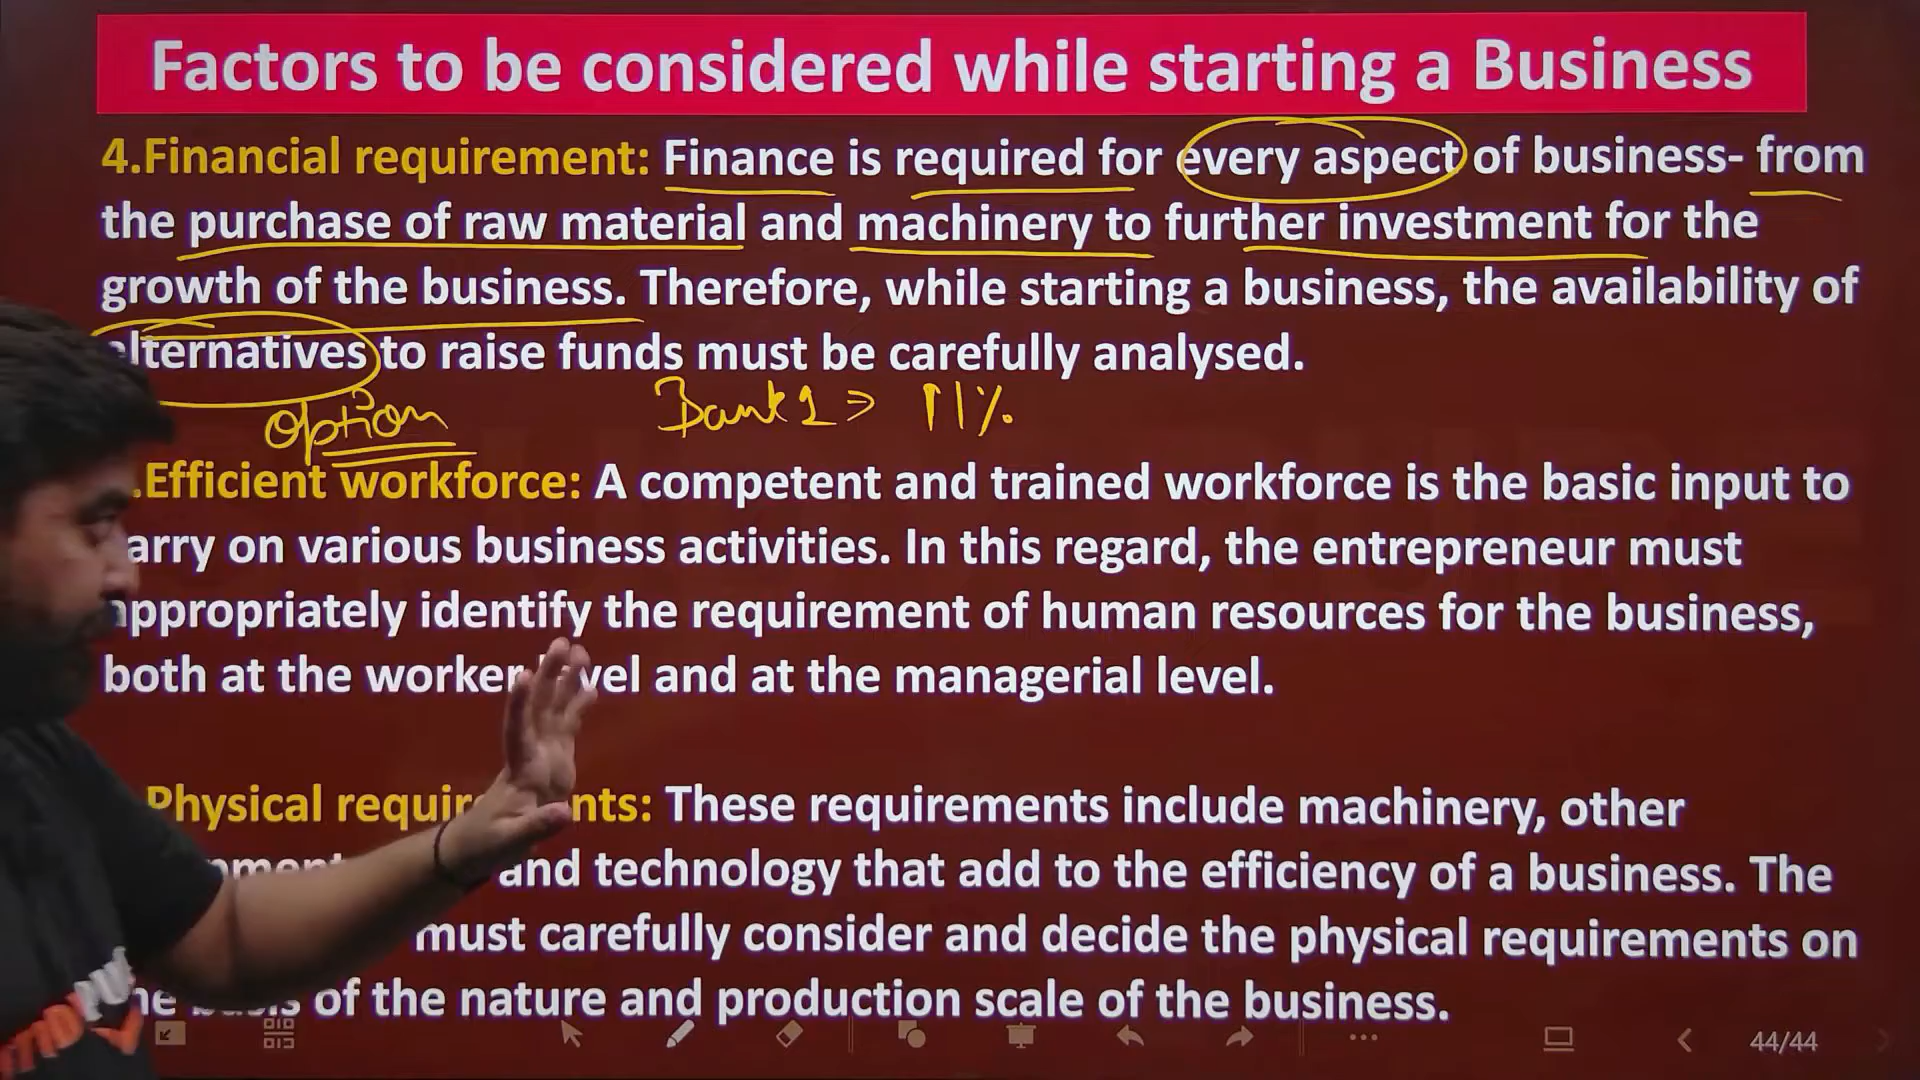 Factors to be considered while starting a Business
4.Financial requirement: Finance is required for every aspect of business- from
the purchase of raw material and machinery to further investment for the
growth of the business. Therefore, while starting a business, the availability of
alternatives to raise funds must be carefully analysed.
option Bank 1 => 11%
.Efficient workforce: A competent and trained workforce is the basic input to
arry on various business activities. In this regard, the entrepreneur must
appropriately identify the requirement of human resources for the business,
both at the worker level and at the managerial level.
Physical requirements: These requirements include machinery, other
and technology that add to the efficiency of a business. The
must carefully consider and decide the physical requirements on
of the nature and production scale of the business.
44/44